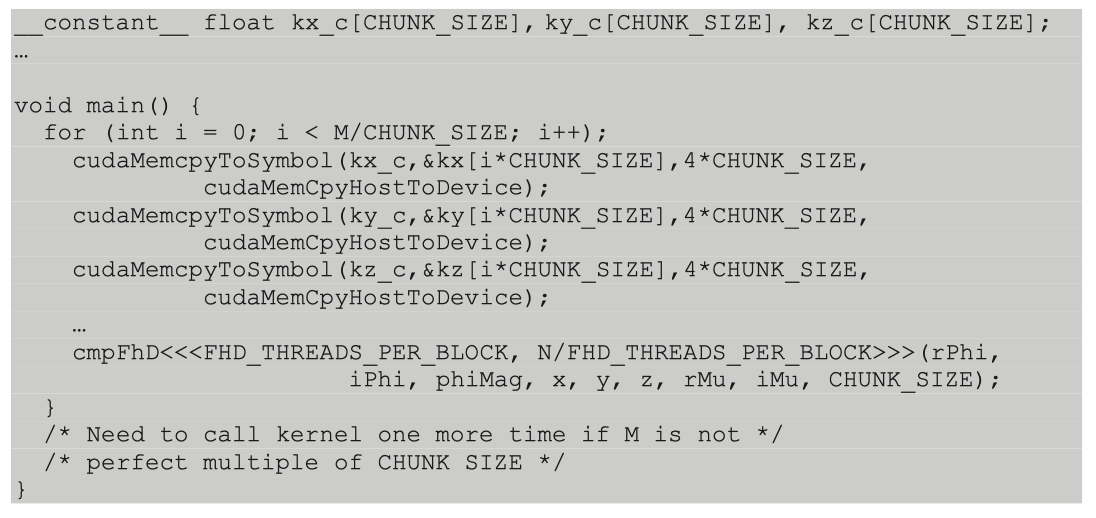 __constant__ float kx_c[CHUNK_SIZE], ky_c[CHUNK_SIZE], kz_c[CHUNK_SIZE];
…
void main() {
for (int i = 0; i < M/CHUNK_SIZE; i++);
cudaMemcpyToSymbol(kx_c,&kx[i*CHUNK_SIZE],4*CHUNK_SIZE,
cudaMemCpyHostToDevice);
cudaMemcpyToSymbol(ky_c,&ky[i*CHUNK_SIZE],4*CHUNK_SIZE,
cudaMemCpyHostToDevice);
cudaMemcpyToSymbol(kz_c,&kz[i*CHUNK_SIZE],4*CHUNK_SIZE,
cudaMemCpyHostToDevice);
…
cmpFhD<<<FHD_THREADS_PER_BLOCK, N/FHD_THREADS_PER_BLOCK>>>(rPhi,
iPhi, phiMag, x, y, z, rMu, iMu, CHUNK_SIZE);
}
/* Need to call kernel one more time if M is not */
/* perfect multiple of CHUNK SIZE */
}